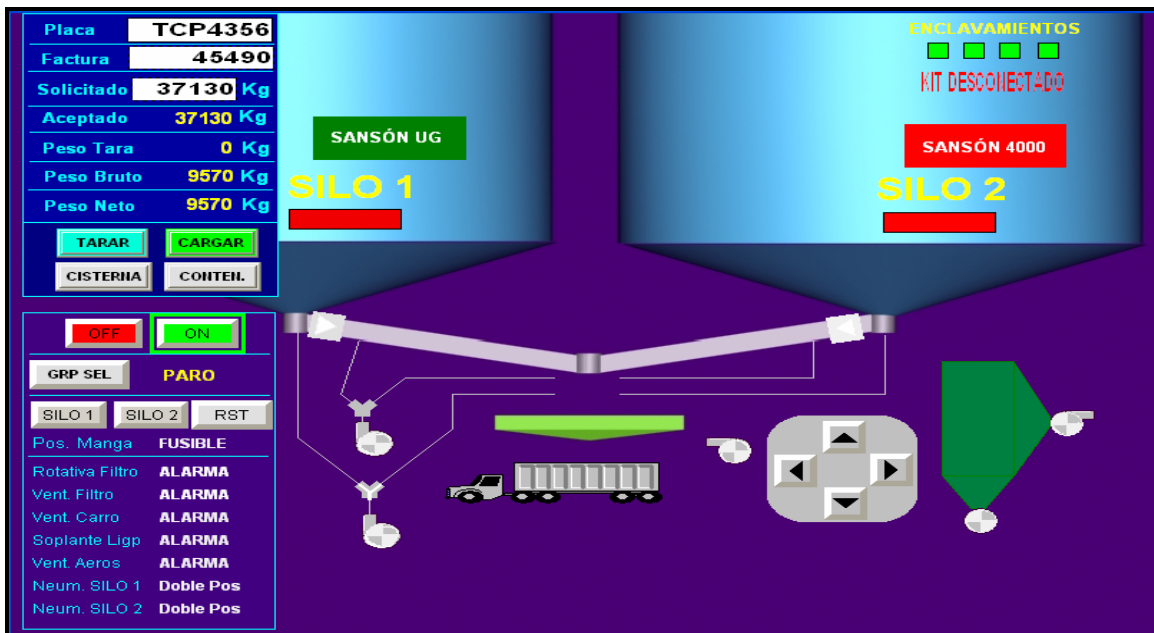 Placa TCP4356
Factura 45490
Solicitado 37130 Kg
Aceptado 37130 Kg
Peso Tara 0 Kg
Peso Bruto 9570 Kg
Peso Neto 9570 Kg
TARAR CARGAR
CISTERNA CONTEN.
OFF ON
GRP SEL PARO
SILO 1 SILO 2 RST
Pos. Manga FUSIBLE
Rotativa Filtro ALARMA
Vent. Filtro ALARMA
Vent. Carro ALARMA
Soplante Ligp ALARMA
Vent. Aeros ALARMA
Neum. SILO 1 Doble Pos
Neum. SILO 2 Doble Pos
SANSÓN UG
SILO 1
ENCLAVAMIENTOS
KIT DESCONECTADO
SANSÓN 4000
SILO 2